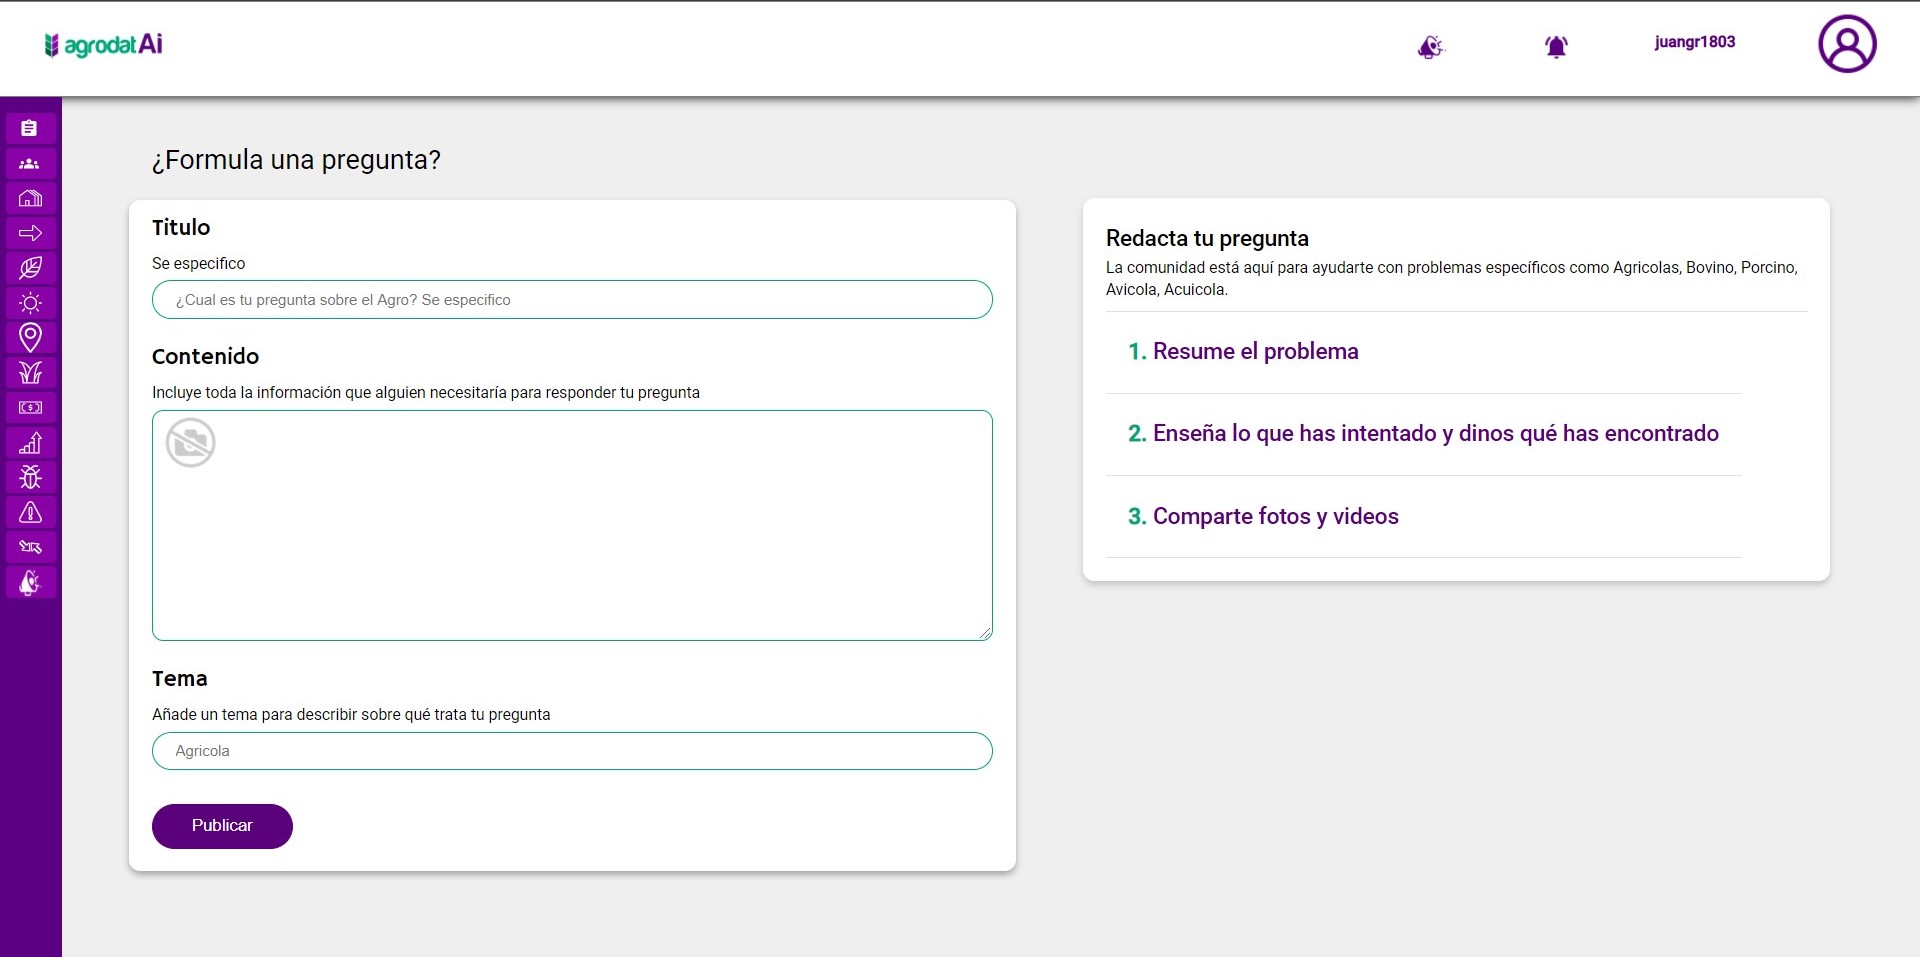 agrodatAi
juangr1803
¿Formula una pregunta?
Titulo
Se especifico
¿Cual es tu pregunta sobre el Agro? Se especifico
Contenido
Incluye toda la información que alguien necesitaría para responder tu pregunta
Tema
Añade un tema para describir sobre qué trata tu pregunta
Agricola
Publicar
Redacta tu pregunta
La comunidad está aquí para ayudarte con problemas específicos como Agricolas, Bovino, Porcino,
Avicola, Acuicola.
1. Resume el problema
2. Enseña lo que has intentado y dinos qué has encontrado
3. Comparte fotos y videos